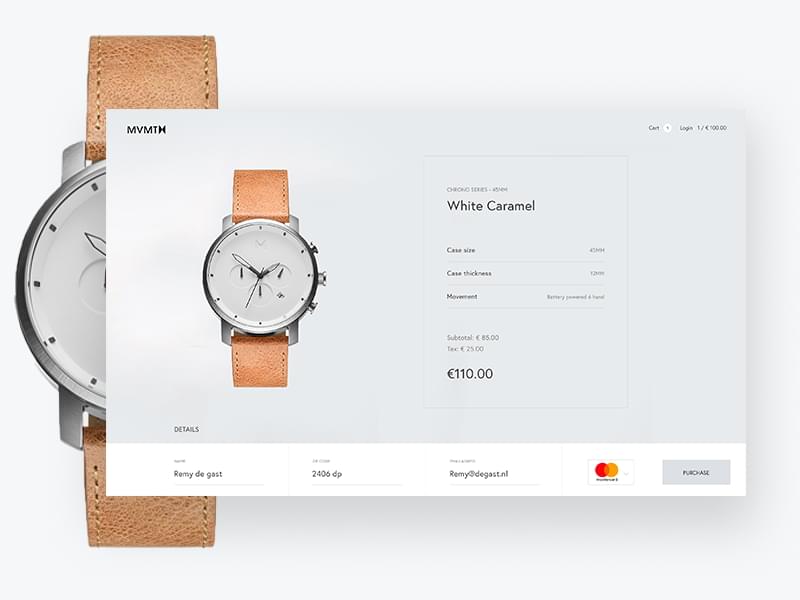 MVMT
Cart 1 Login 1 / € 100.00
CHRONO SERIES - 45MM
White Caramel
Case size 45MM
Case thickness 12MM
Movement Battery powered 6 hand
Subtotal: € 85.00
Tax: € 25.00
€110.00
DETAILS
NAME ZIP CODE
Remy de gast 2406 dp Remy@degast.nl
mastercard
PURCHASE